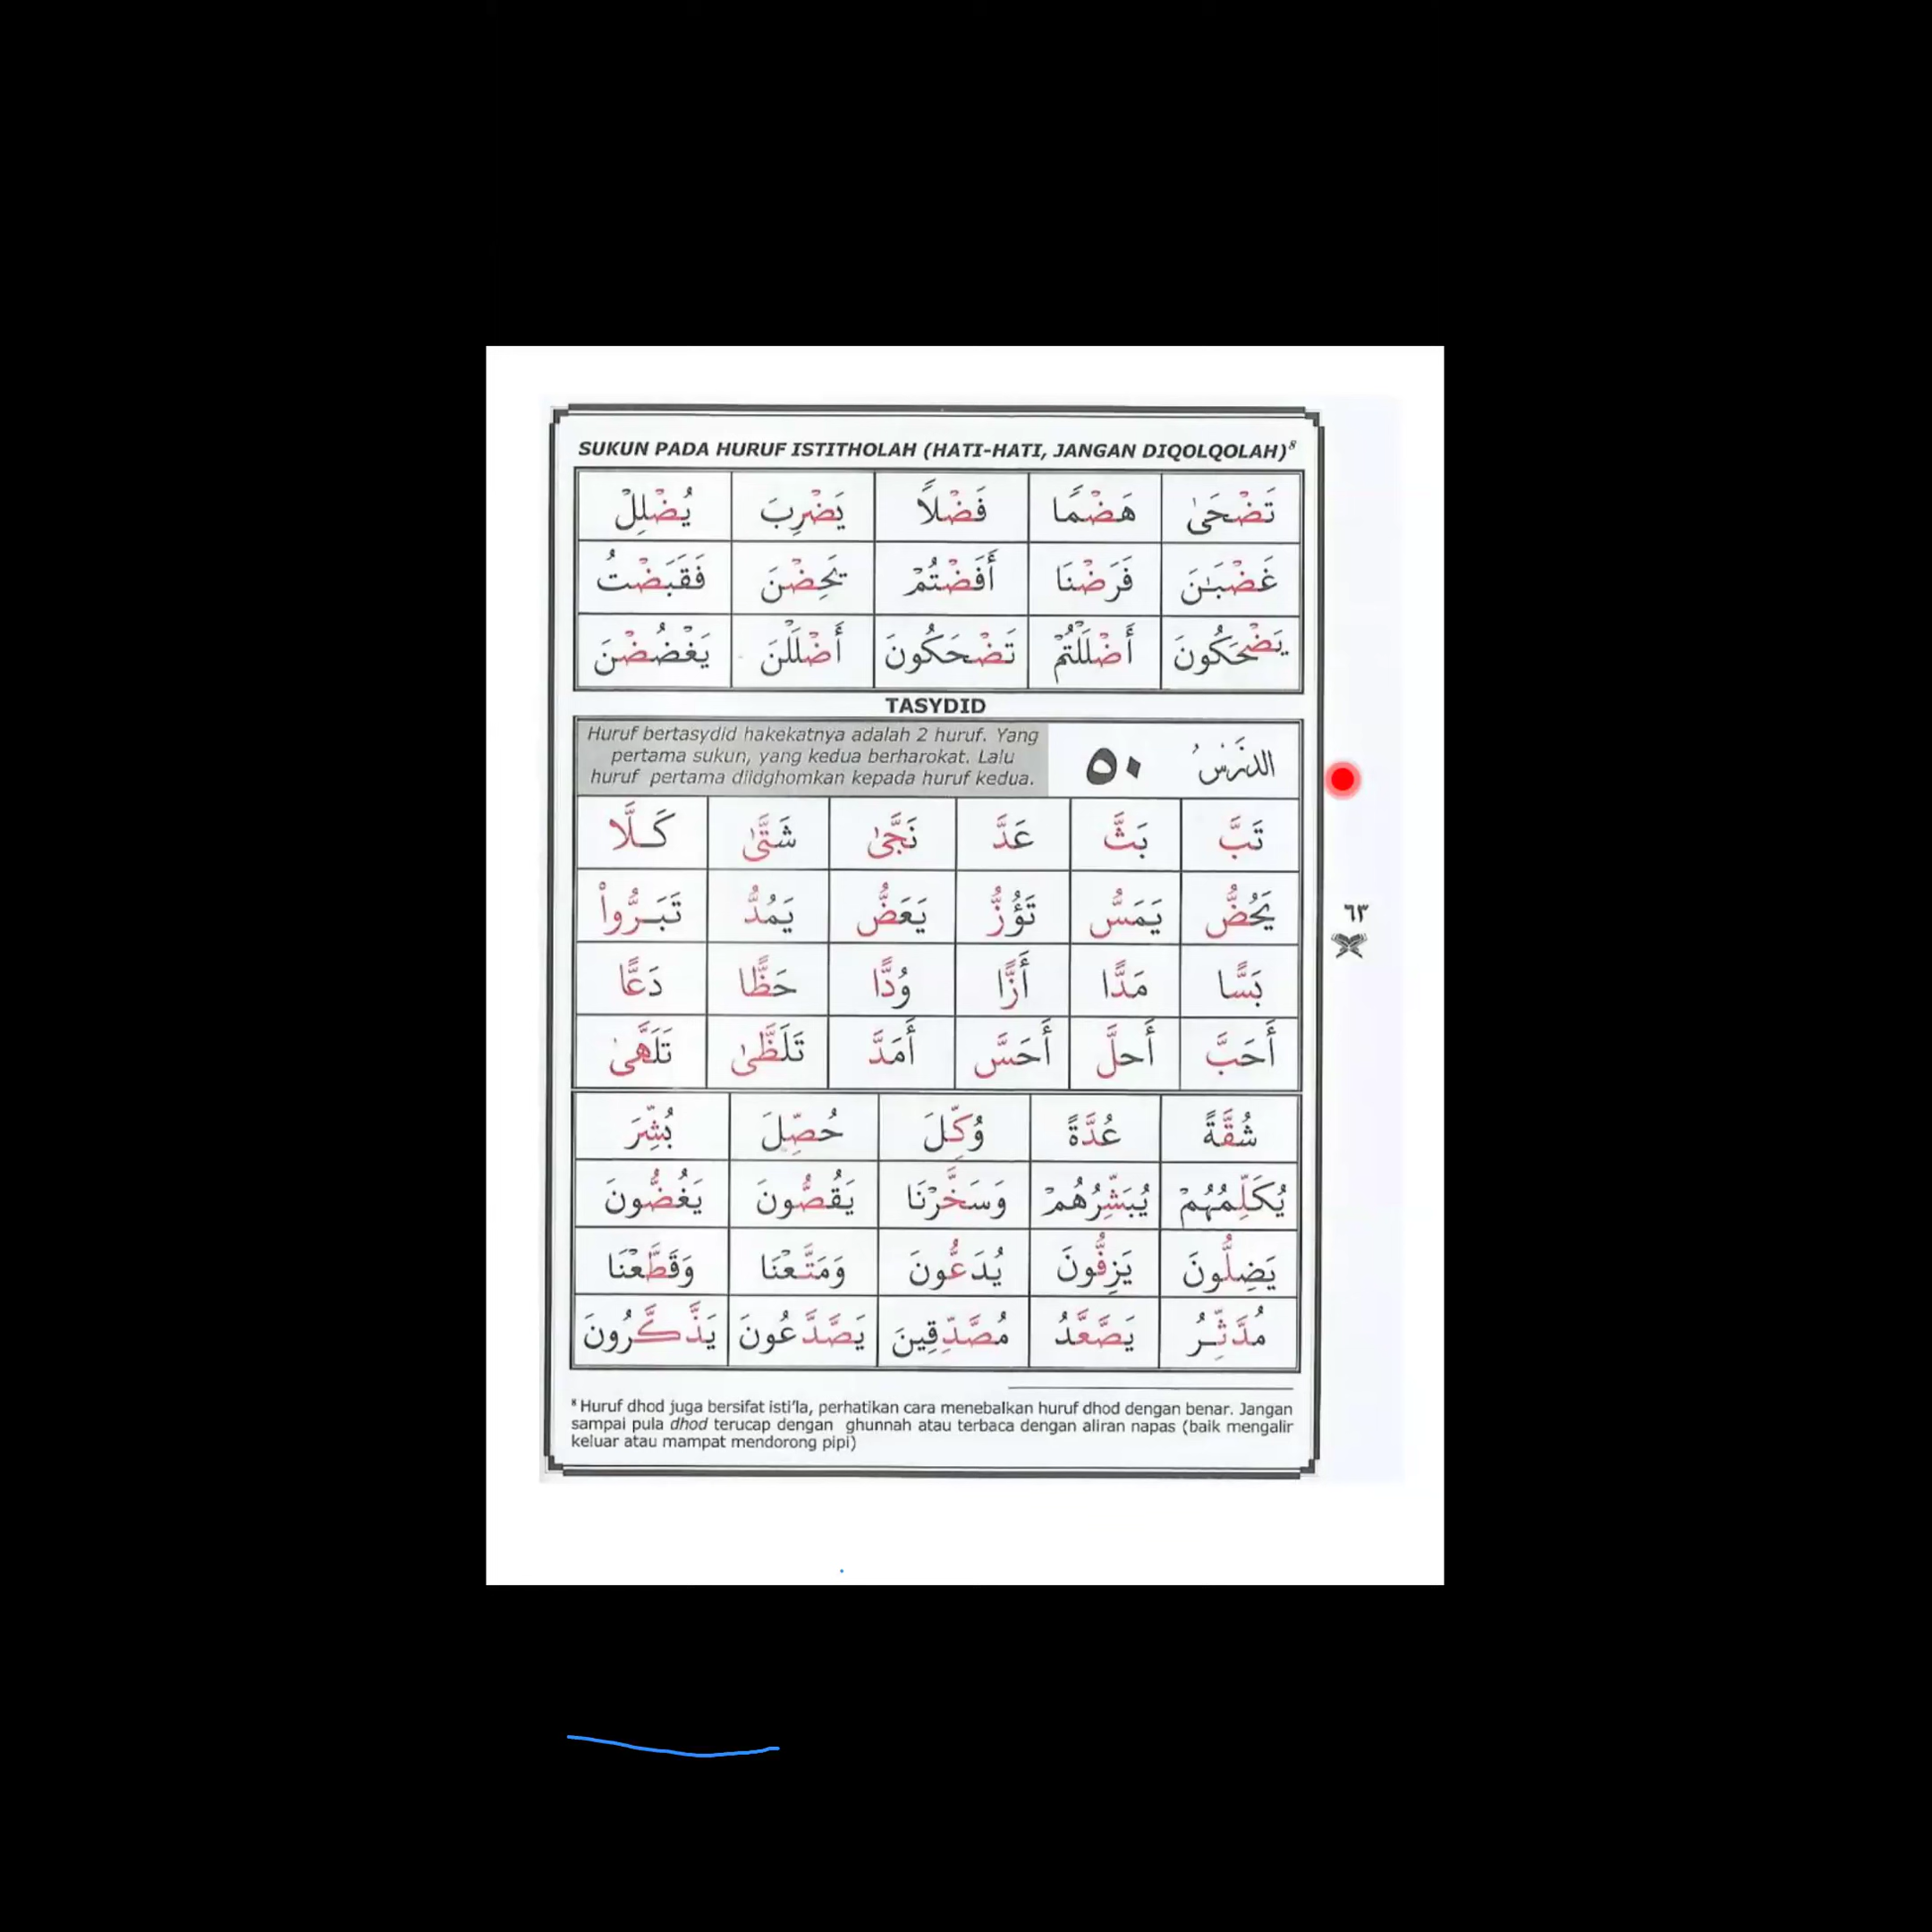 SUKUN PADA HURUF ISTITHOLAH (HATI-HATI, JANGAN DIQOLQOLAH)⁸
تَضْحَىٰ هَضْمًا فَضْلًا يَضْرِبَ يُضْلِلْ
غَضْبَـٰنَ فَرَضْنَا أَفَضْتُمْ يَحِضْنَ فَقَبَضْتُ
يَضْحَكُونَ أَضْلَلْتُمْ تَضْحَكُونَ أَضْلَلْنَ يَغْضُضْنَ
TASYDID
الدَّرْسُ ٥٠
Huruf bertasydid hakekatnya adalah 2 huruf. Yang
pertama sukun, yang kedua berharokat. Lalu
huruf pertama diidghomkan kepada huruf kedua.
تَبَّ بَثَّ عَدَّ نَجَّىٰ شَتَّىٰ كَلَّا
يَحُضُّ يَمَسُّ تَؤُزُّ يَعَضُّ يَمُدُّ تَبَرُّواْ
بَسًّا مَدًّا أَزًّا وُدًّا حَظًّا دَعًّا
أَحَبَّ أَحلَّ أَحَسَّ أَمَدَّ تَلَظَّىٰ تَلَهَّىٰ
شُقَّةً عُدَّةً وُكِّلَ حُصِّلَ بُشِّرَ
يُكَلِّمُهُمْ يُبَشِّرُهُمْ وَسَخَّرْنَا يَقُصُّونَ يَغُضُّونَ
يَضِلُّونَ يَزِفُّونَ يُدَعُّونَ وَمَتَّعْنَا وَقَطَّعْنَا
مُدَّثِّرُ يَصَّعَّدُ مُصَّدِّقِينَ يَصَّدَّعُونَ يَذَّكَّرُونَ
٦٣
⁸ Huruf dhod juga bersifat isti'la, perhatikan cara menebalkan huruf dhod dengan benar. Jangan
sampai pula dhod terucap dengan ghunnah atau terbaca dengan aliran napas (baik mengalir
keluar atau mampat mendorong pipi)